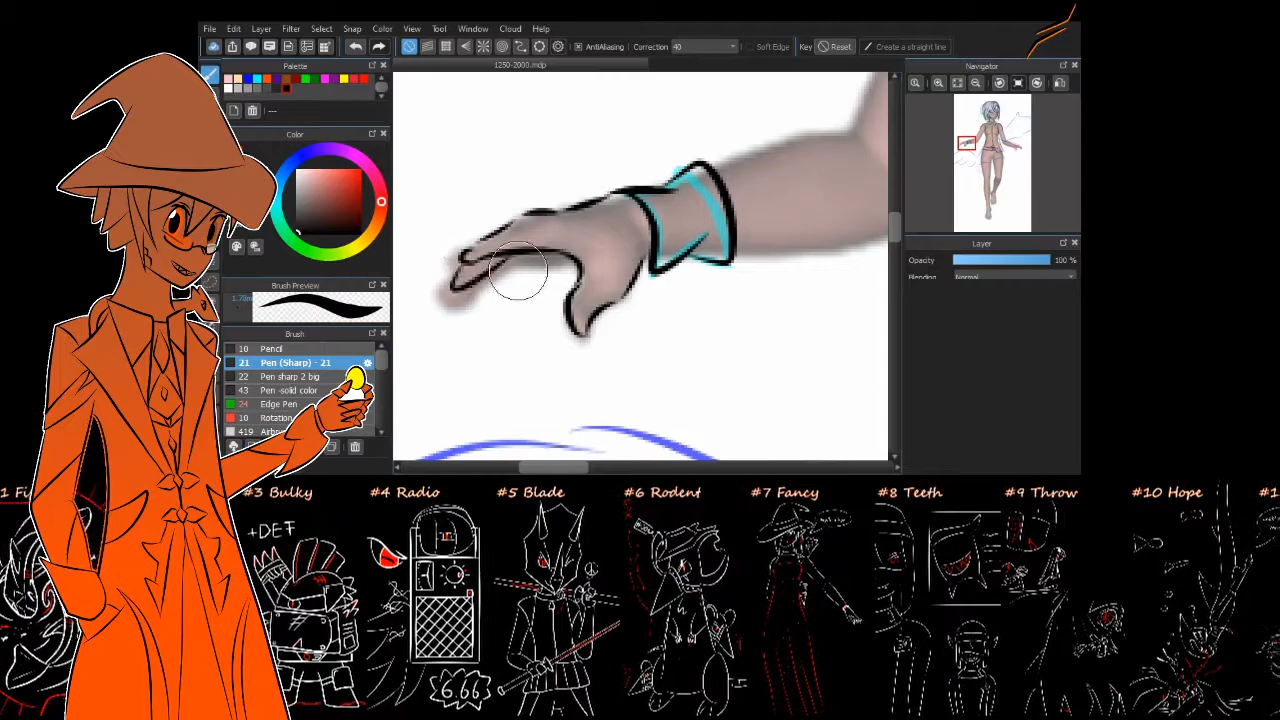 File Edit Layer Filter Select Snap Color View Tool Window Cloud Help
AntiAliasing Correction 40 Soft Edge Key Reset Create a straight line
Palette
1250-2000.mdp
Navigator
---
Color
Layer
Opacity 100 %
Blending Normal
Brush Preview
Brush
10 Pencil
21 Pen (Sharp) - 21
22 Pen sharp 2 big
43 Pen -solid color
24 Edge Pen
10 Rotation
419 Airbr
#3 Bulky #4 Radio #5 Blade #6 Rodent #7 Fancy #8 Teeth #9 Throw #10 Hope
+DEF
6.66